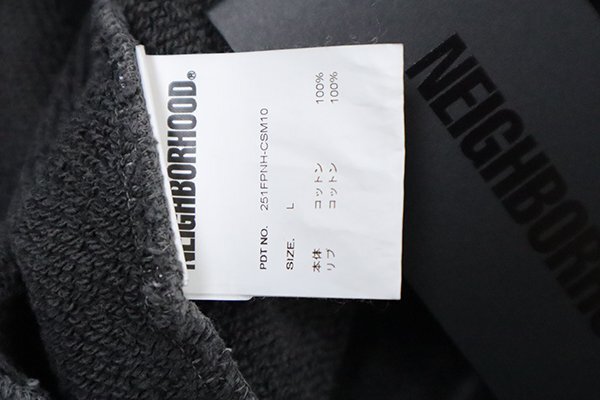 NEIGHBORHOOD®
PDT NO. 251FPNH-CSM10
SIZE. L
本体 コットン 100%
リブ コットン 100%
NEIGHBORHOOD